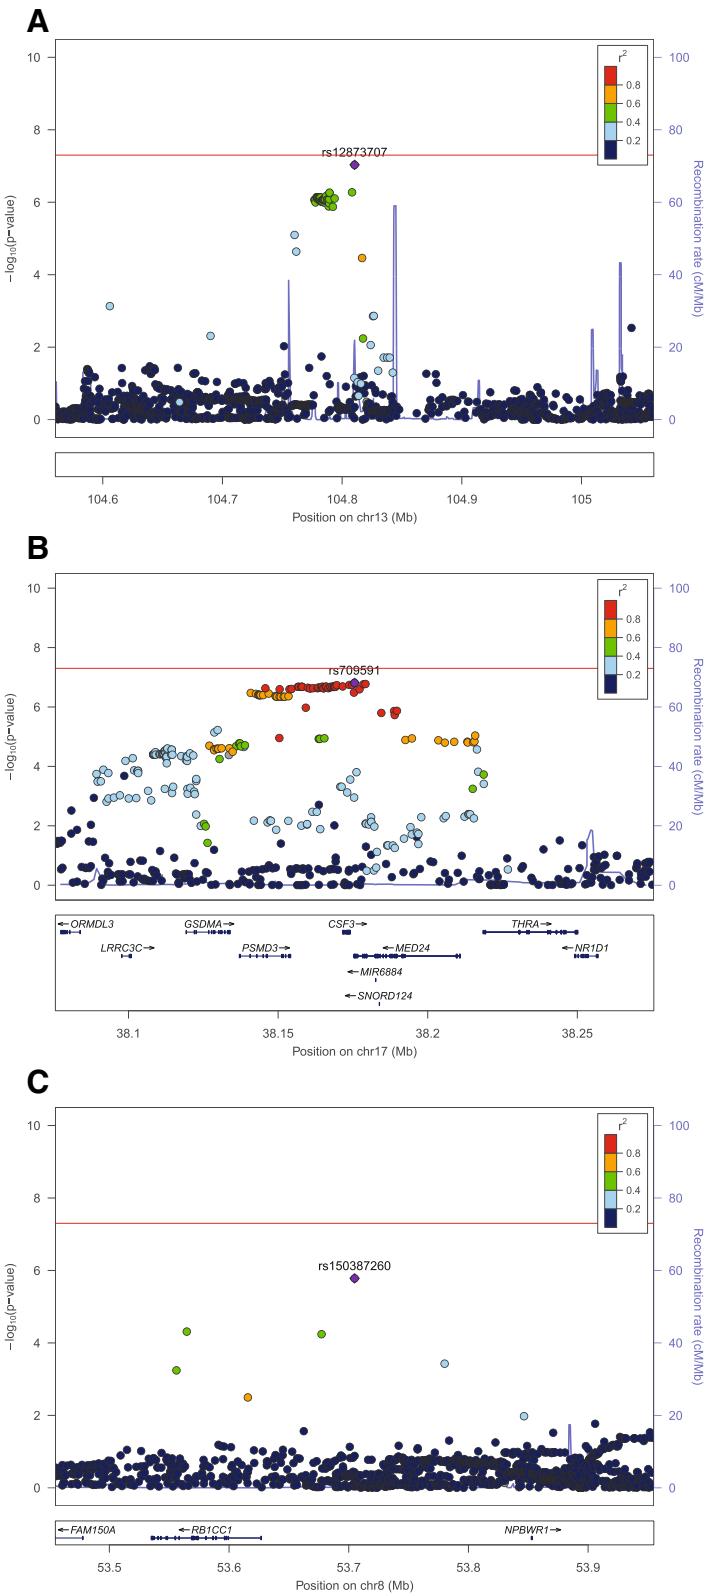 A
10
8
6
4
2
0
−log10(p−value)
100
80
60
40
20
0
Recombination rate (cM/Mb)
r2
0.8
0.6
0.4
0.2
rs12873707
104.6 104.7 104.8 104.9 105
Position on chr13 (Mb)
B
10
8
6
4
2
0
−log10(p−value)
100
80
60
40
20
0
Recombination rate (cM/Mb)
r2
0.8
0.6
0.4
0.2
rs709591
ORMDL3 GSDMA CSF3 THRA
LRRC3C PSMD3 MED24 NR1D1
MIR6884
SNORD124
38.1 38.15 38.2 38.25
Position on chr17 (Mb)
C
10
8
6
4
2
0
−log10(p−value)
100
80
60
40
20
0
Recombination rate (cM/Mb)
r2
0.8
0.6
0.4
0.2
rs150387260
FAM150A RB1CC1 NPBWR1
53.5 53.6 53.7 53.8 53.9
Position on chr8 (Mb)